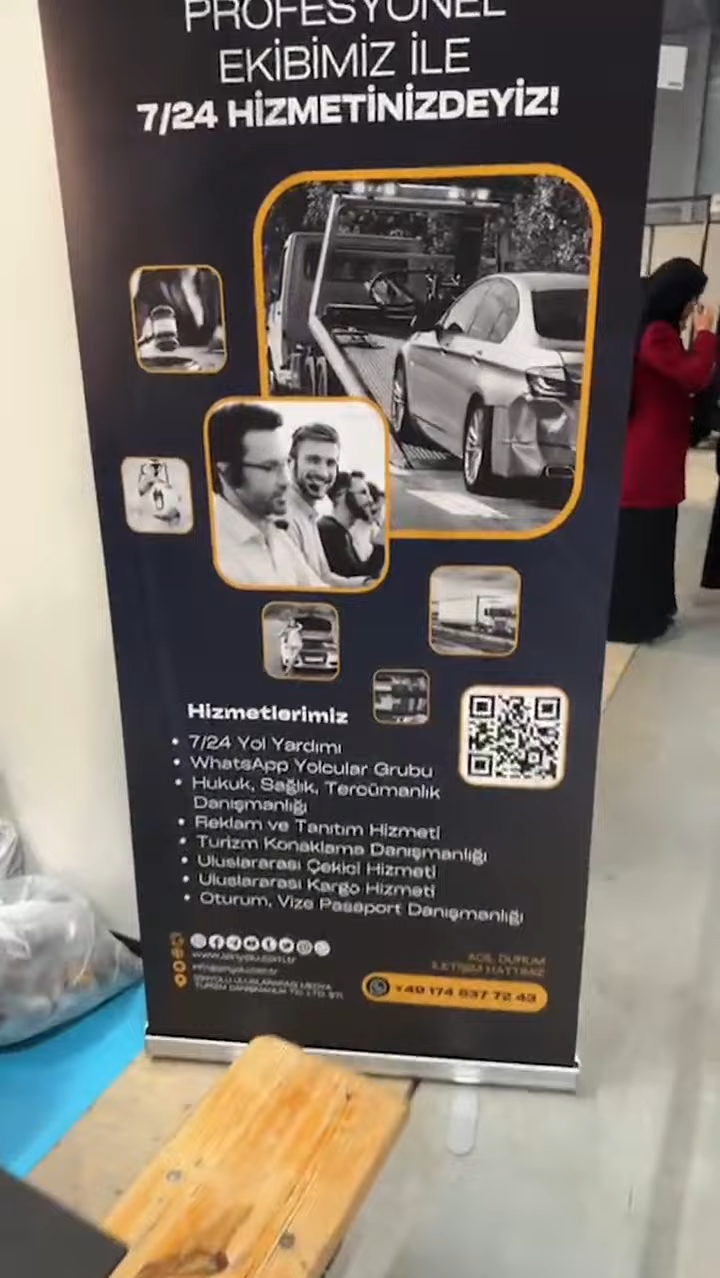 PROFESYONEL
EKİBİMİZ İLE
7/24 HİZMETİNİZDEYİZ!
Hizmetlerimiz
• 7/24 Yol Yardımı
• WhatsApp Yolcular Grubu
• Hukuk, Sağlık, Tercümanlık
Danışmanlığı
• Reklam ve Tanıtım Hizmeti
• Turizm Konaklama Danışmanlığı
• Uluslararası Çekici Hizmeti
• Uluslararası Kargo Hizmeti
• Oturum, Vize Pasaport Danışmanlığı
ACİL DURUM
İLETİŞİM HATTIMIZ
+49 174 837 72 43